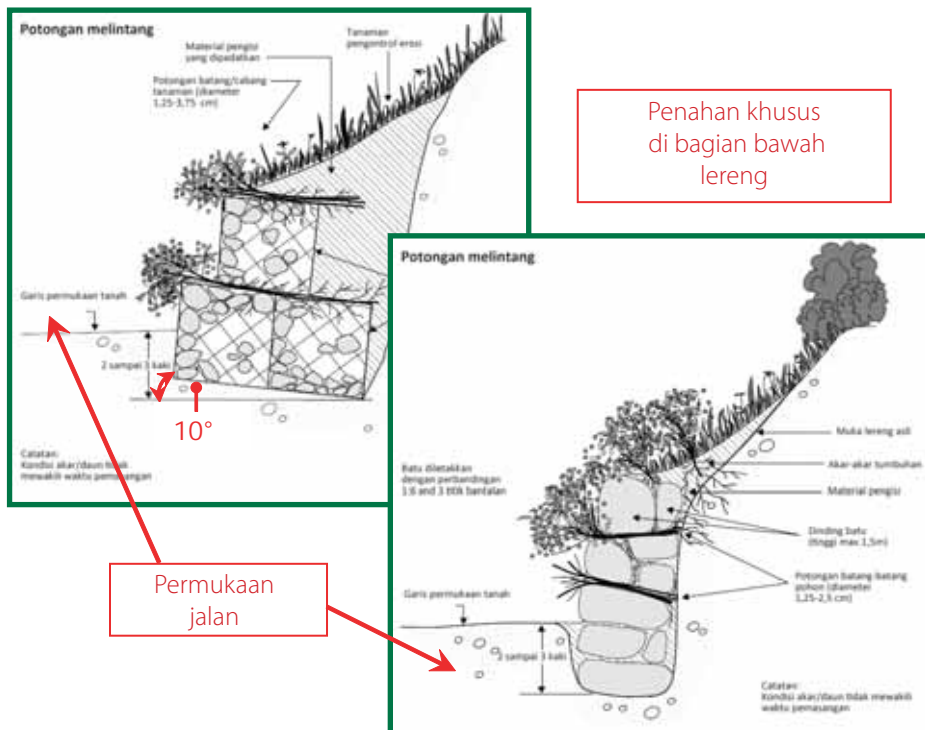 Potongan melintang
Material pengisi
yang dipadatkan
Tanaman
pengontrol erosi
Potongan batang/cabang
tanaman (diameter
1,25-3,75 cm)
Garis permukaan tanah
2 sampai 3 kaki
10°
Catatan:
Kondisi akar/daun tidak
mewakili waktu pemasangan
Penahan khusus
di bagian bawah
lereng
Potongan melintang
Muka lereng asli
Akar-akar tumbuhan
Material pengisi
Batu diletakkan
dengan perbandingan
1:6 and 3 titik bantalan
Dinding batu
(tinggi max 1,5m)
Potongan batang batang
pohon (diameter
1,25-2,5 cm)
Garis permukaan tanah
2 sampai 3 kaki
Catatan:
Kondisi akar/daun tidak mewakili
waktu pemasangan
Permukaan
jalan